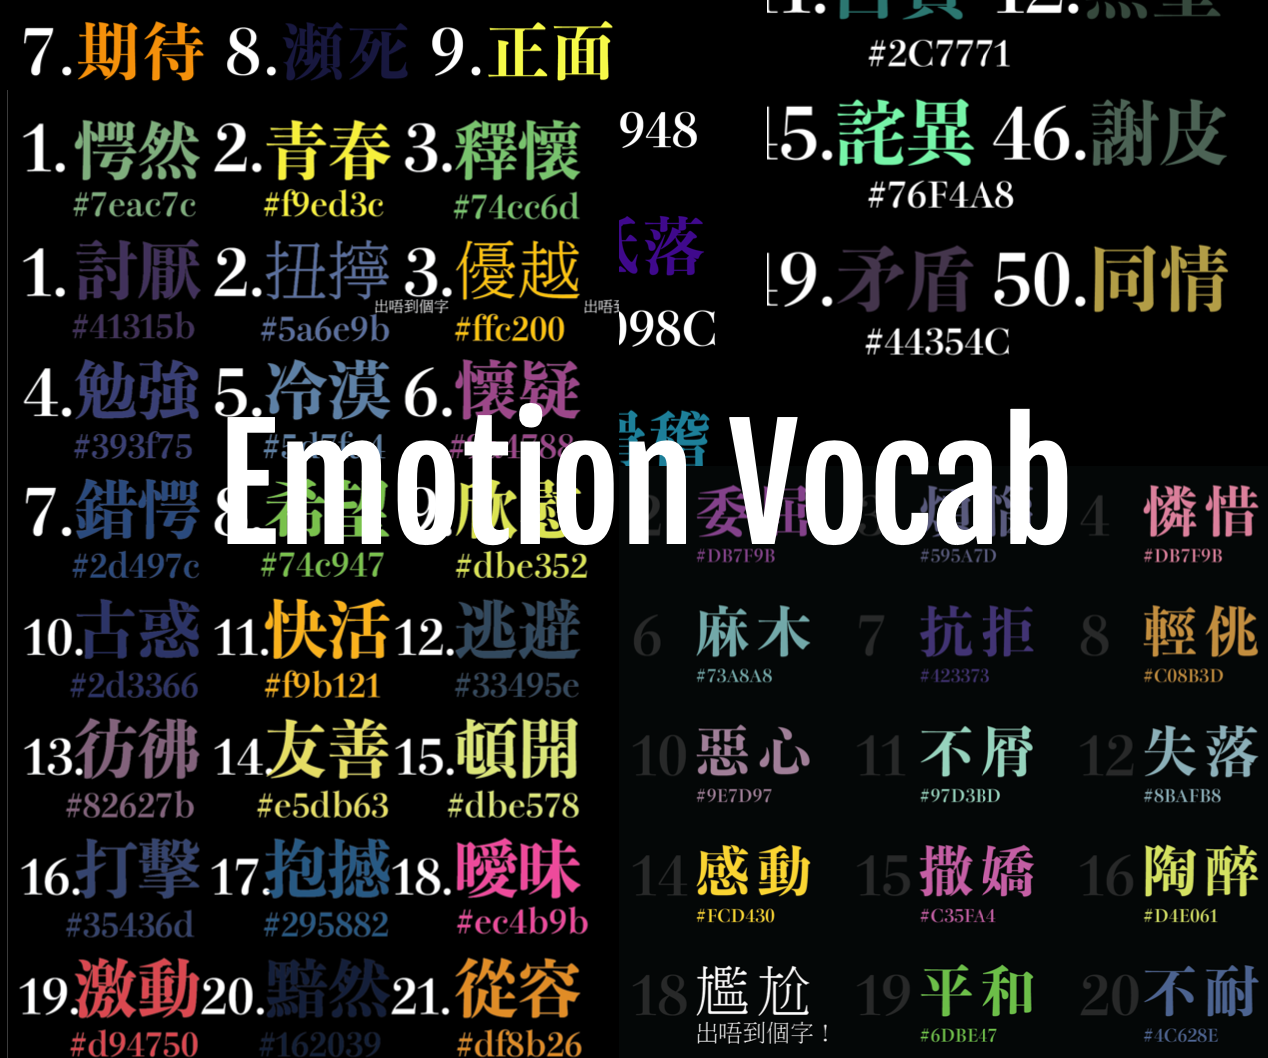 7.期待 8.瀕死 9.正面
1.愕然 2.青春 3.釋懷
#7eac7c #f9ed3c #74cc6d
1.討厭 2.扭擰 3.優越
出唔到個字
#41315b #5a6e9b #ffc200
4.勉強 5.冷漠 6.懷疑
#393f75
7.錯愕 8.希望 9.欣慰
#2d497c #74c947 #dbe352
10.古惑 11.快活 12.逃避
#2d3366 #f9b121 #33495e
13.彷彿 14.友善 15.頓開
#82627b #e5db63 #dbe578
16.打擊 17.抱撼 18.曖昧
#35436d #295882 #ec4b9b
19.激動 20.黯然 21.從容
#d94750 #162039 #df8b26
#2C7771
948
5.詫異 46.謝皮
#76F4A8
落
9.矛盾 50.同情
98C
#44354C
稽
Emotion Vocab
2 委屈 3 煩惱 4 憐惜
#DB7F9B #595A7D #DB7F9B
6 麻木 7 抗拒 8 輕佻
#73A8A8 #423373 #C08B3D
10 惡心 11 不屑 12 失落
#9E7D97 #97D3BD #8BAFB8
14 感動 15 撒嬌 16 陶醉
#FCD430 #C35FA4 #D4E061
18 尷尬 19 平和 20 不耐
出唔到個字！ #6DBE47 #4C628E